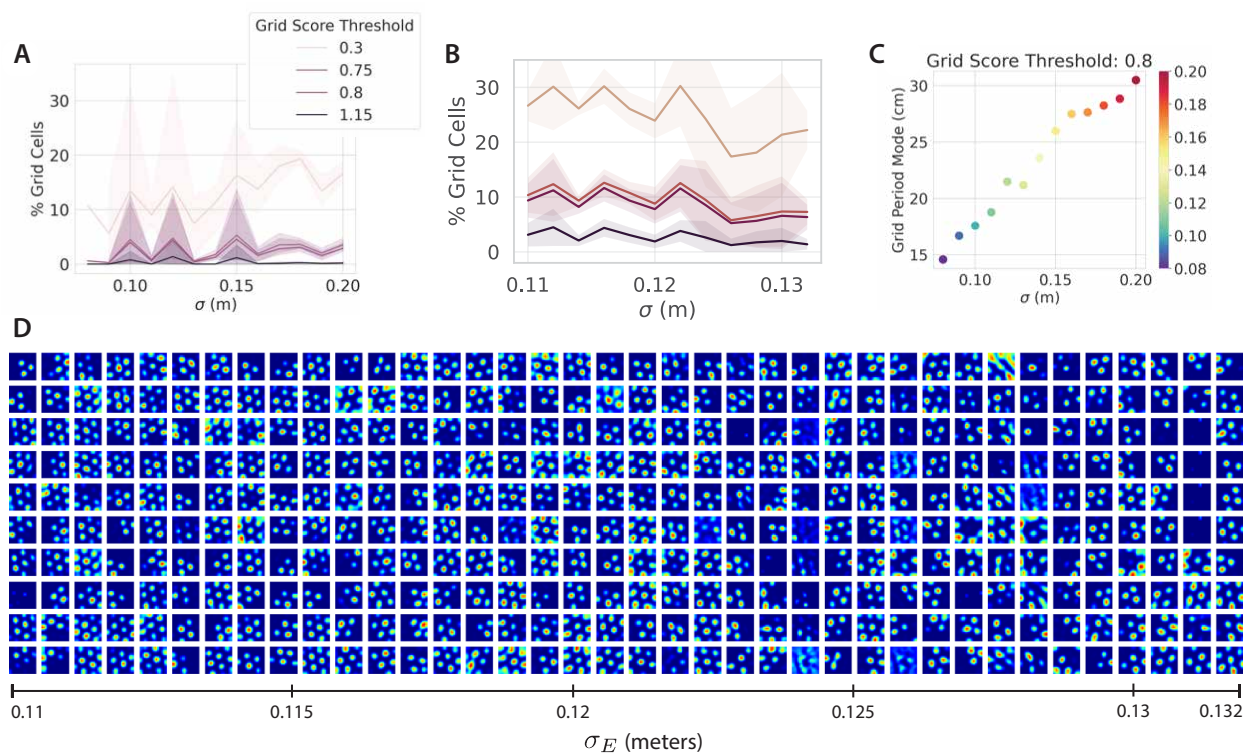 A
Grid Score Threshold
0.3
0.75
0.8
1.15
% Grid Cells
30
20
10
0
0.10
0.15
0.20
σ (m)
B
% Grid Cells
30
20
10
0
0.11
0.12
0.13
σ (m)
C
Grid Score Threshold: 0.8
Grid Period Mode (cm)
30
25
20
15
0.10
0.15
0.20
σ (m)
0.20
0.18
0.16
0.14
0.12
0.10
0.08
D
0.11
0.115
0.12
0.125
0.13
0.132
σ_E (meters)